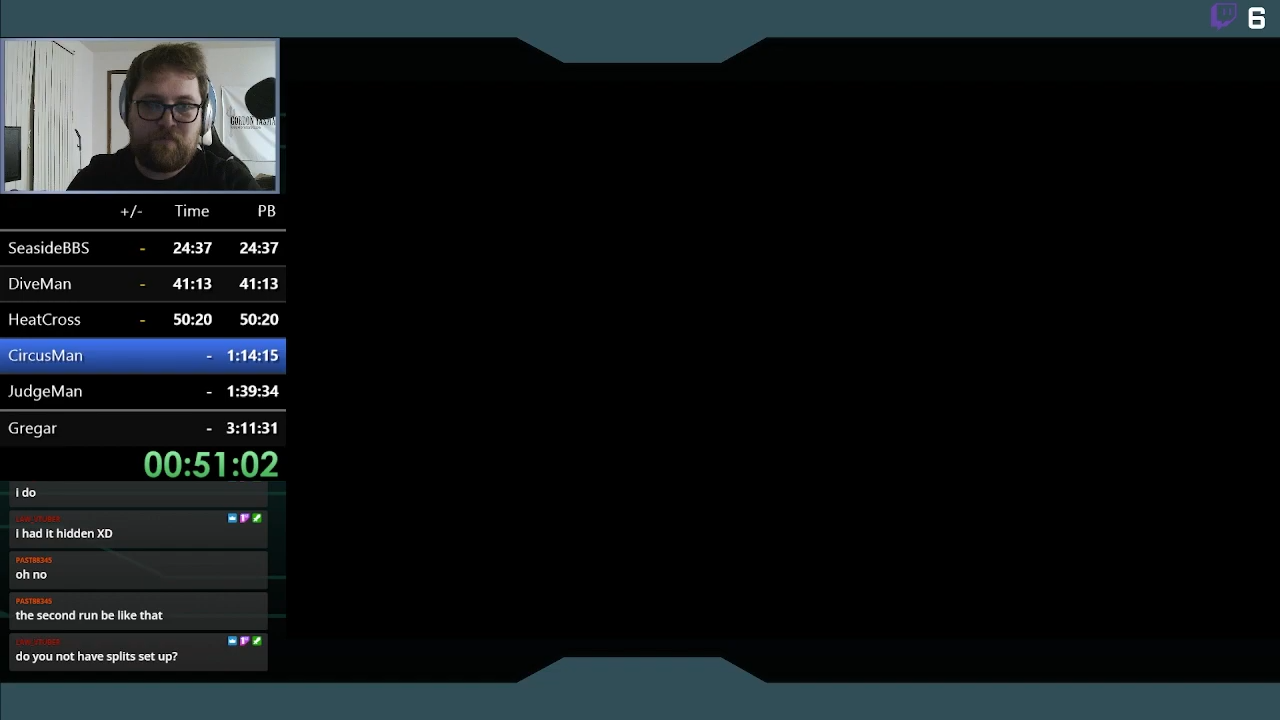 6
+/- Time PB
SeasideBBS - 24:37 24:37
DiveMan - 41:13 41:13
HeatCross - 50:20 50:20
CircusMan - 1:14:15
JudgeMan - 1:39:34
Gregar - 3:11:31
00:51:02
i do
i had it hidden XD
PAST88345
oh no
PAST88345
the second run be like that
do you not have splits set up?